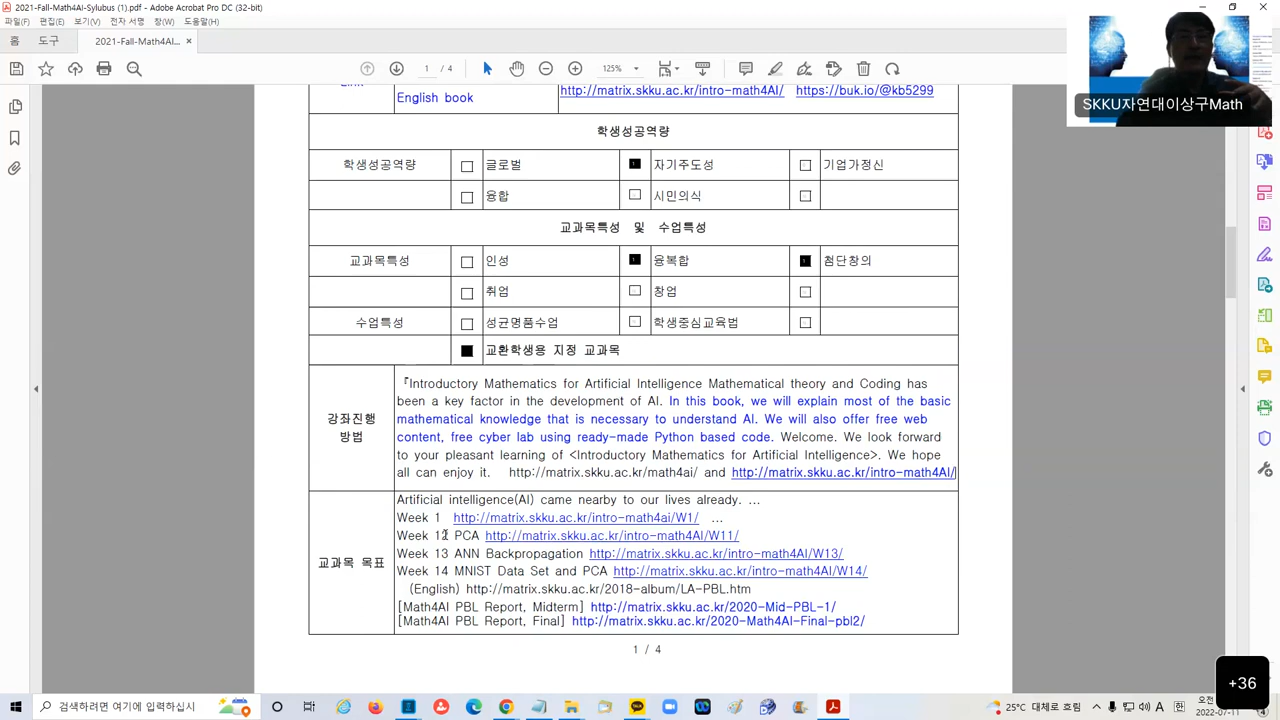 2021-Fall-Math4AI-Sylubus (1).pdf - Adobe Acrobat Pro DC (32-bit)
파일(F) 편집(E) 보기(V) 전자 서명 창(W) 도움말(H)
홈 도구 2021-Fall-Math4AI... ×
125%
SKKU자연대이상구Math
English book tp://matrix.skku.ac.kr/intro-math4AI/ https://buk.io/@kb5299
학생성공역량
학생성공역량 □ 글로벌 ■ 자기주도성 □ 기업가정신
□ 융합 □ 시민의식 □
교과목특성 및 수업특성
교과목특성 □ 인성 ■ 융복합 ■ 첨단창의
□ 취업 □ 창업 □
수업특성 □ 성균명품수업 □ 학생중심교육법 □
■ 교환학생용 지정 교과목
강좌진행 방법
『Introductory Mathematics for Artificial Intelligence Mathematical theory and Coding has
been a key factor in the development of AI. In this book, we will explain most of the basic
mathematical knowledge that is necessary to understand AI. We will also offer free web
content, free cyber lab using ready-made Python based code. Welcome. We look forward
to your pleasant learning of <Introductory Mathematics for Artificial Intelligence>. We hope
all can enjoy it. http://matrix.skku.ac.kr/math4ai/ and http://matrix.skku.ac.kr/intro-math4AI/
교과목 목표
Artificial intelligence(AI) came nearby to our lives already. ...
Week 1 http://matrix.skku.ac.kr/intro-math4ai/W1/ ...
Week 12 PCA http://matrix.skku.ac.kr/intro-math4AI/W11/
Week 13 ANN Backpropagation http://matrix.skku.ac.kr/intro-math4AI/W13/
Week 14 MNIST Data Set and PCA http://matrix.skku.ac.kr/intro-math4AI/W14/
(English) http://matrix.skku.ac.kr/2018-album/LA-PBL.htm
[Math4AI PBL Report, Midterm] http://matrix.skku.ac.kr/2020-Mid-PBL-1/
[Math4AI PBL Report, Final] http://matrix.skku.ac.kr/2020-Math4AI-Final-pbl2/
1 / 4
+36
검색하려면 여기에 입력하십시 25°C 대체로 흐림 A 한 오전
2022-07-11